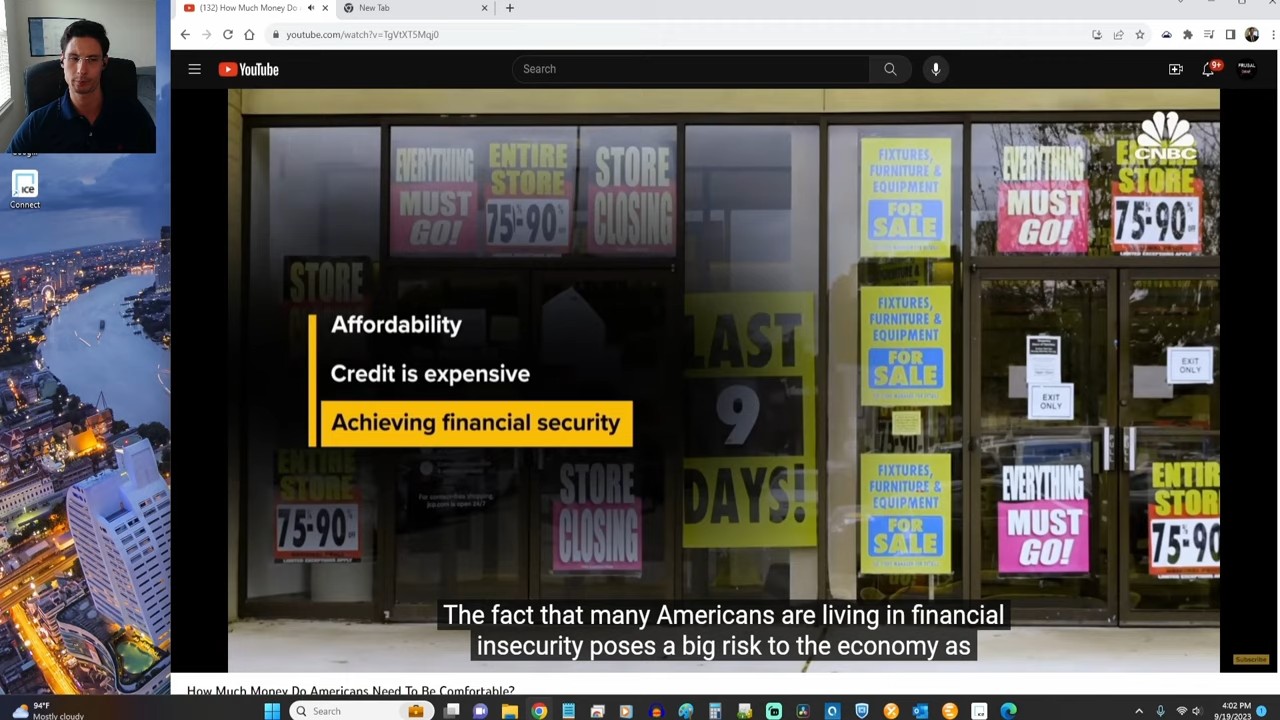 (132) How Much Money Do
New Tab
youtube.com/watch?v=TgVtXT5Mqj0
YouTube
Search
9+
FRUGAL
Connect
ice
CNBC
EVERYTHING
MUST
GO!
ENTIRE
STORE
75-90%
STORE
CLOSING
FIXTURES,
FURNITURE &
EQUIPMENT
FOR
SALE
EVERYTHING
MUST
GO!
ENTIRE
STORE
75-90%
STORE
Affordability
Credit is expensive
Achieving financial security
LAST
9
DAYS!
FIXTURES,
FURNITURE &
EQUIPMENT
FOR
SALE
EXIT
ONLY
EXIT
ONLY
ENTIRE
STORE
75-90%
STORE
CLOSING
FIXTURES,
FURNITURE &
EQUIPMENT
FOR
SALE
EVERYTHING
MUST
GO!
ENTIRE
STORE
75-90
The fact that many Americans are living in financial
insecurity poses a big risk to the economy as
Subscribe
How Much Money Do Americans Need To Be Comfortable?
94°F
Mostly cloudy
Search
4:02 PM
9/19/2023